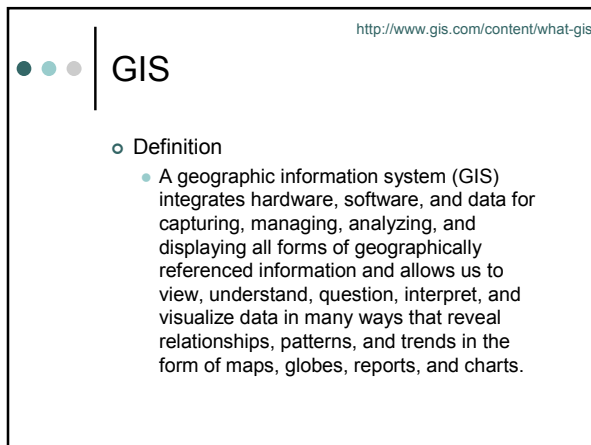 http://www.gis.com/content/what-gis
GIS
Definition
A geographic information system (GIS)
integrates hardware, software, and data for
capturing, managing, analyzing, and
displaying all forms of geographically
referenced information and allows us to
view, understand, question, interpret, and
visualize data in many ways that reveal
relationships, patterns, and trends in the
form of maps, globes, reports, and charts.